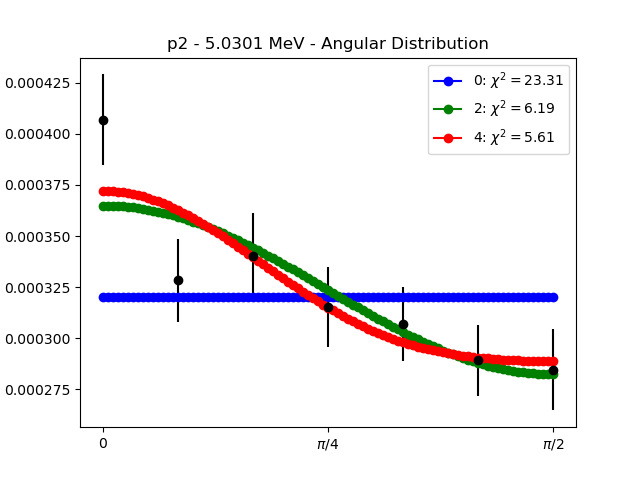 p2 - 5.0301 MeV - Angular Distribution
0.000425
0.000400
0.000375
0.000350
0.000325
0.000300
0.000275
0: χ² = 23.31
2: χ² = 6.19
4: χ² = 5.61
0
π/4
π/2